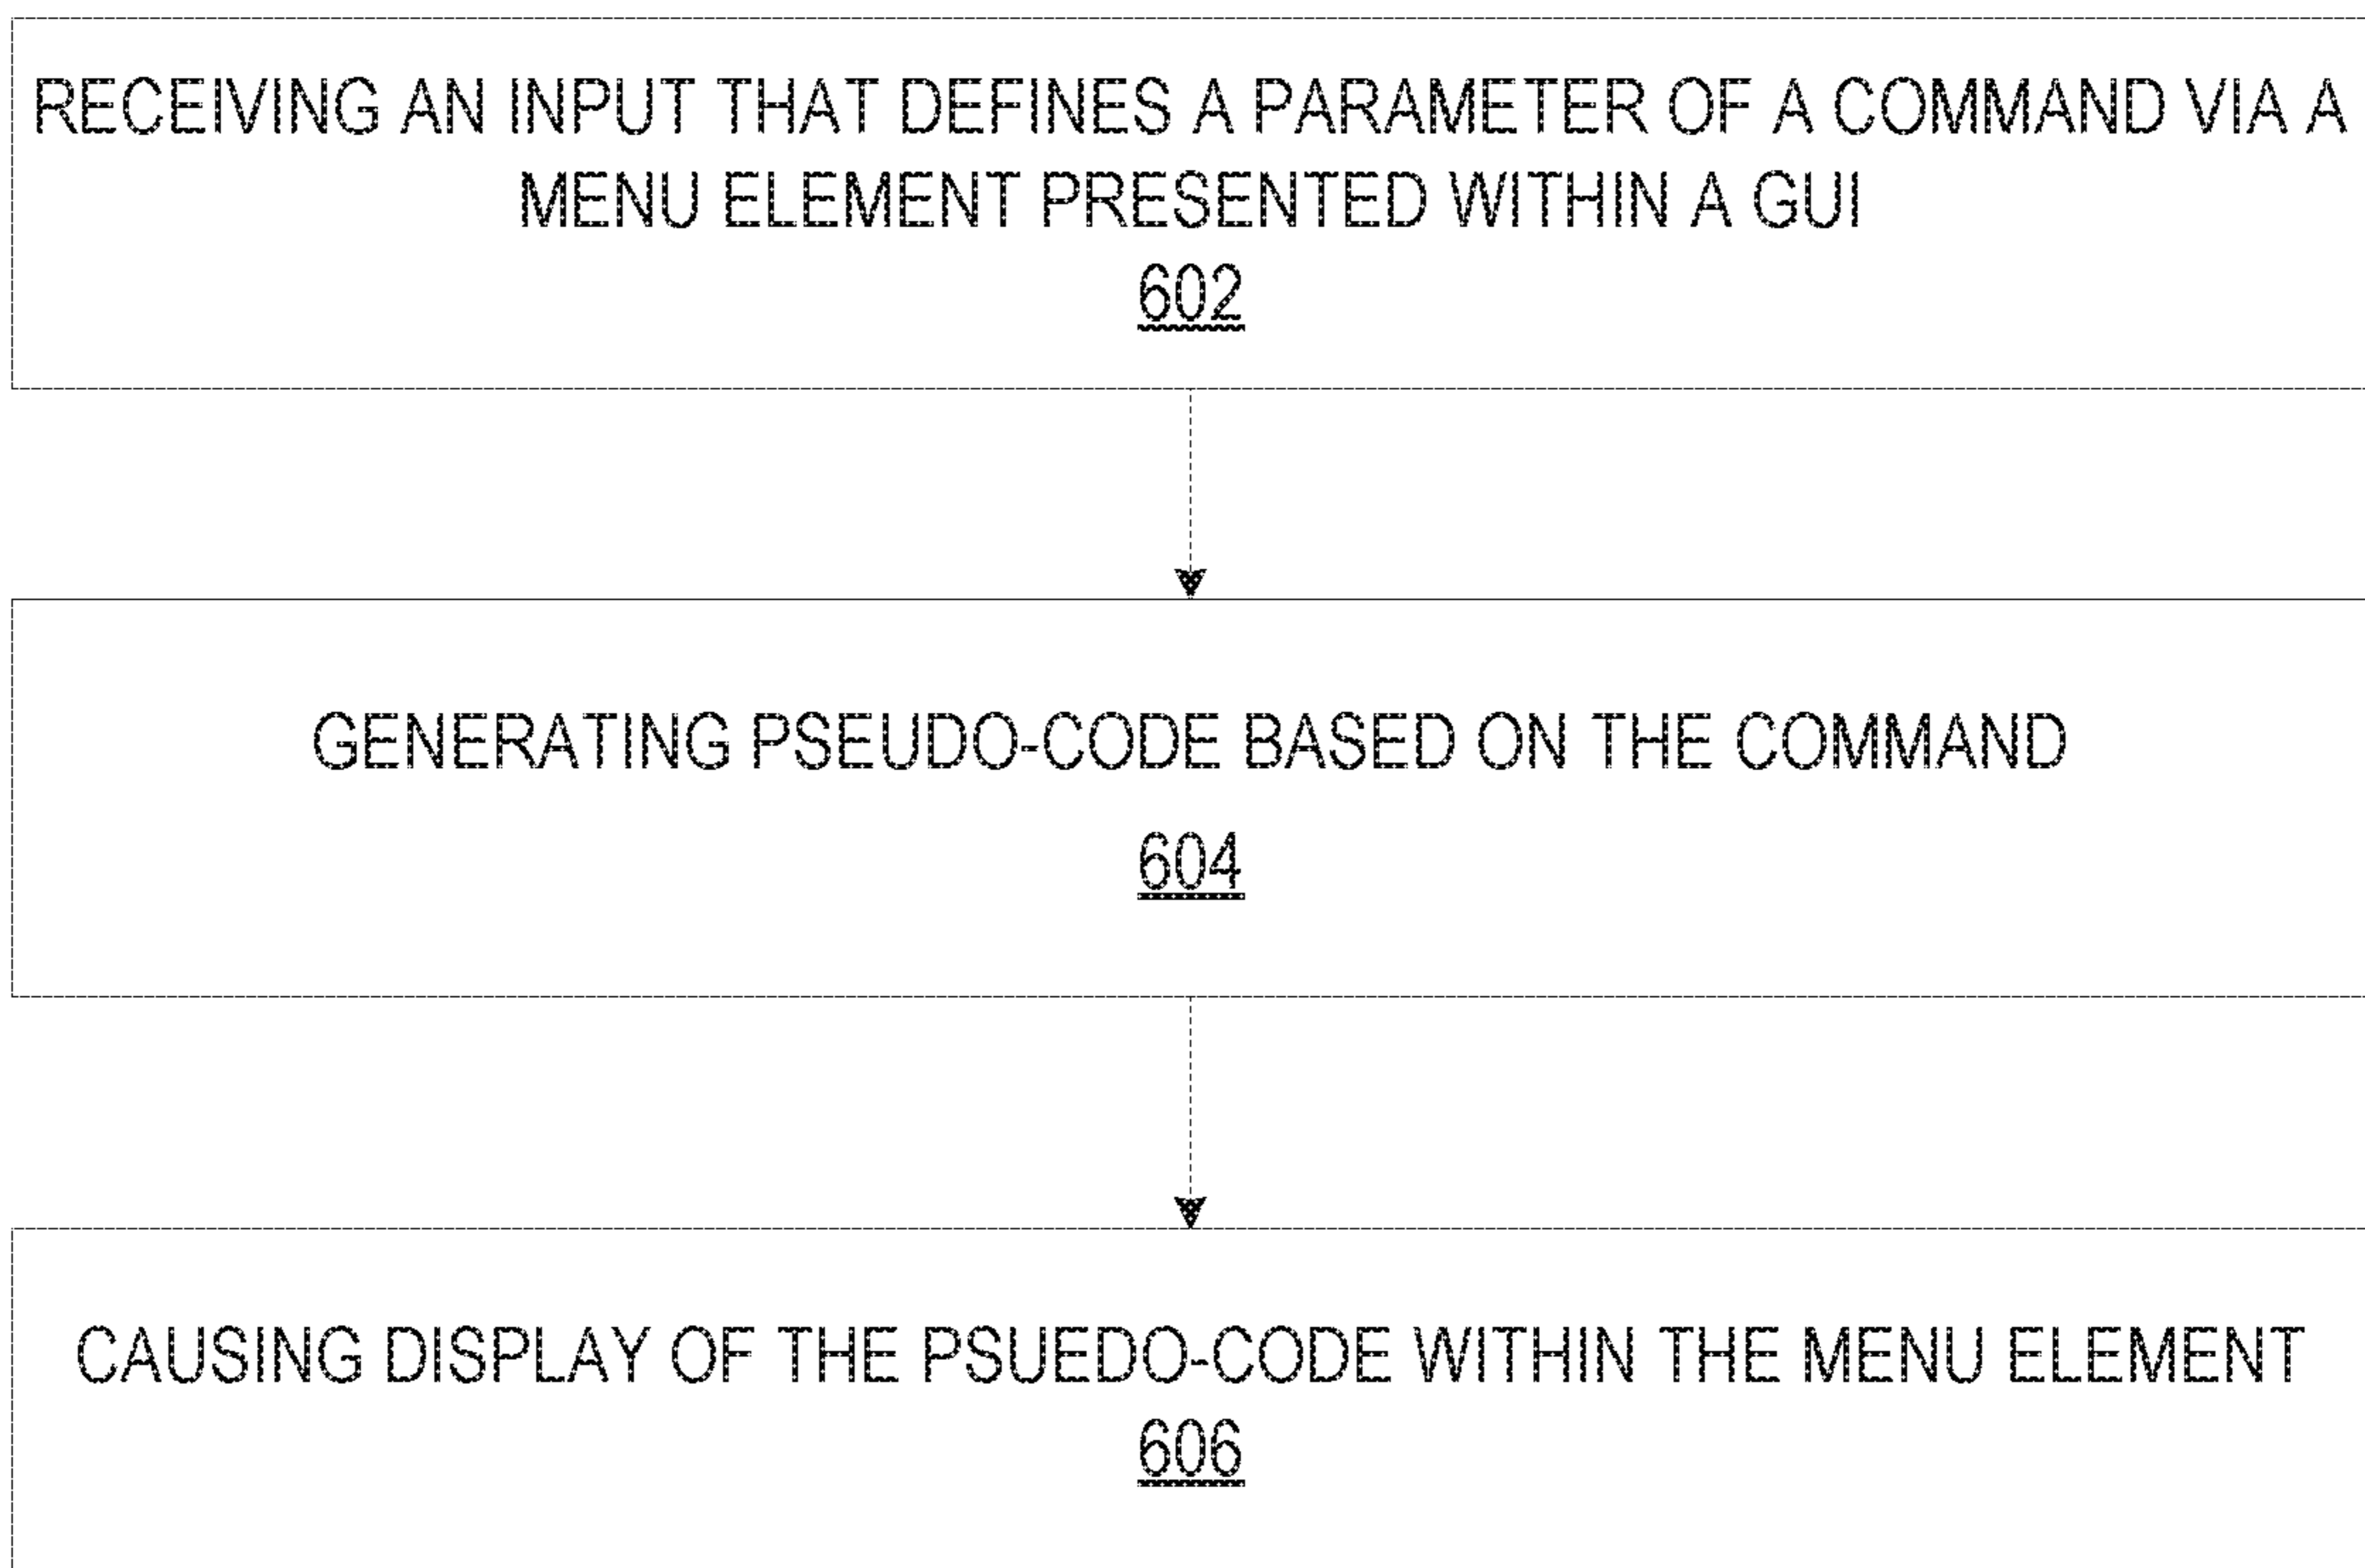 RECEIVING AN INPUT THAT DEFINES A PARAMETER OF A COMMAND VIA A
MENU ELEMENT PRESENTED WITHIN A GUI
602
GENERATING PSEUDO-CODE BASED ON THE COMMAND
604
CAUSING DISPLAY OF THE PSUEDO-CODE WITHIN THE MENU ELEMENT
606